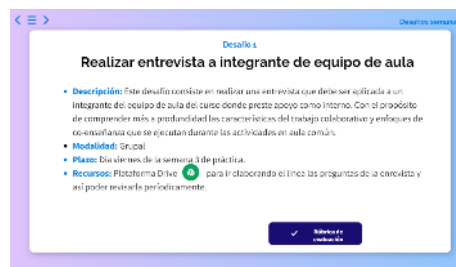 Desafíos semana
Desafío 1
Realizar entrevista a integrante de equipo de aula
Descripción: Este desafío consiste en realizar una entrevista que debe ser aplicada a un
integrante del equipo de aula del curso donde preste apoyo como interno. Con el propósito
de comprender más a profundidad las características del trabajo colaborativo y enfoques de
co-enseñanza que se ejecutan durante las actividades en aula común.
Modalidad: Grupal
Plazo: Día viernes de la semana 3 de práctica.
Recursos: Plataforma Drive para ir elaborando el línea las preguntas de la enrevista y
así poder revisarla periódicamente.
Rúbrica de
evaluación